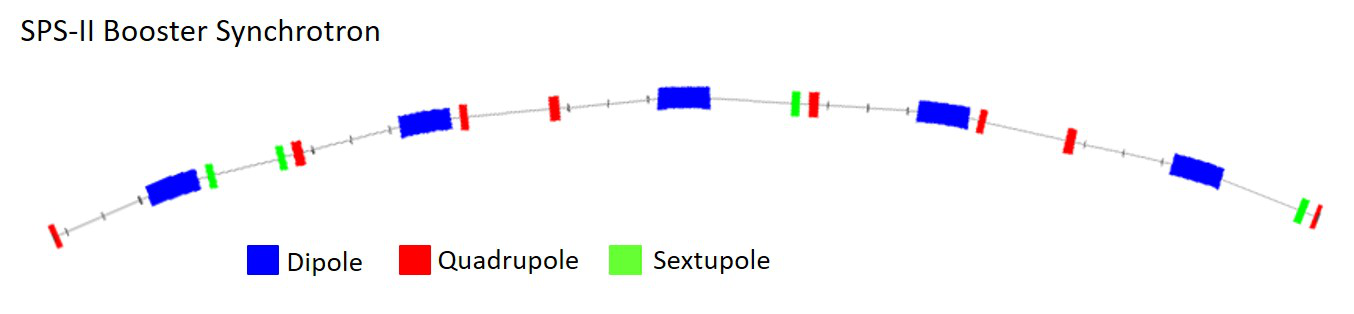 SPS-II Booster Synchrotron
Dipole Quadrupole Sextupole